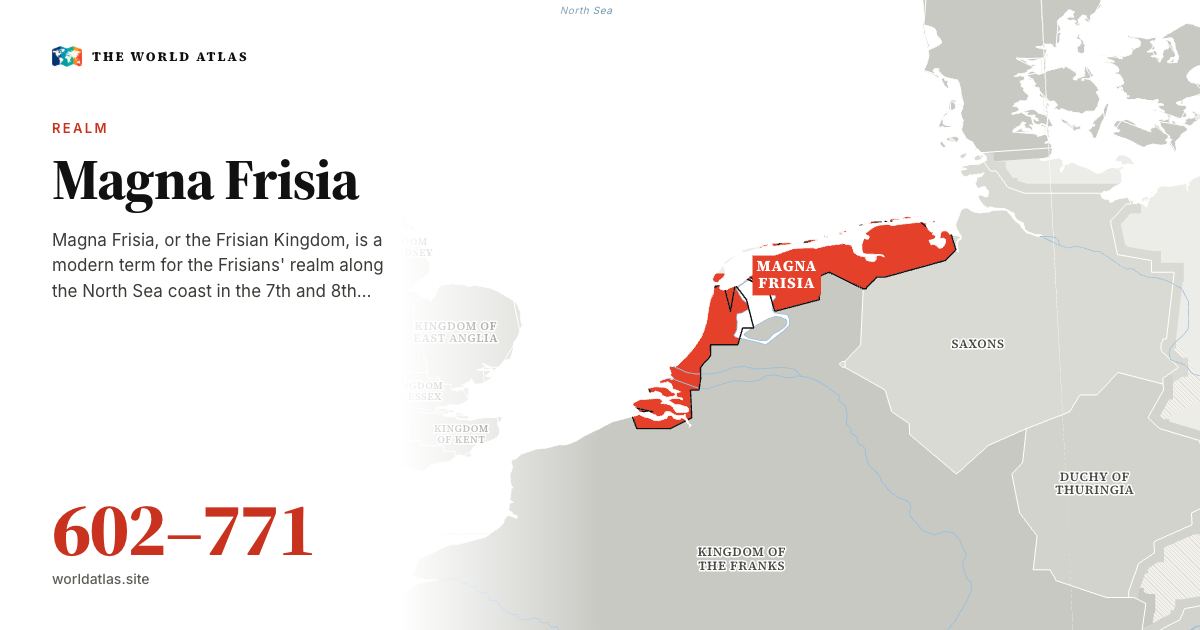 North Sea
THE WORLD ATLAS
REALM
Magna Frisia
Magna Frisia, or the Frisian Kingdom, is a
modern term for the Frisians' realm along
the North Sea coast in the 7th and 8th...
602–771
worldatlas.site
MAGNA
FRISIA
KINGDOM OF
EAST ANGLIA
KINGDOM
OF KENT
SAXONS
DUCHY OF
THURINGIA
KINGDOM OF
THE FRANKS